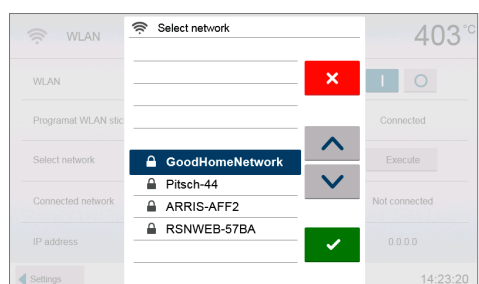 WLAN
Select network
403°C
WLAN
Programat WLAN stic
Connected
Select network
Execute
Connected network
Not connected
IP address
0.0.0.0
GoodHomeNetwork
Pitsch-44
ARRIS-AFF2
RSNWEB-57BA
Settings
14:23:20